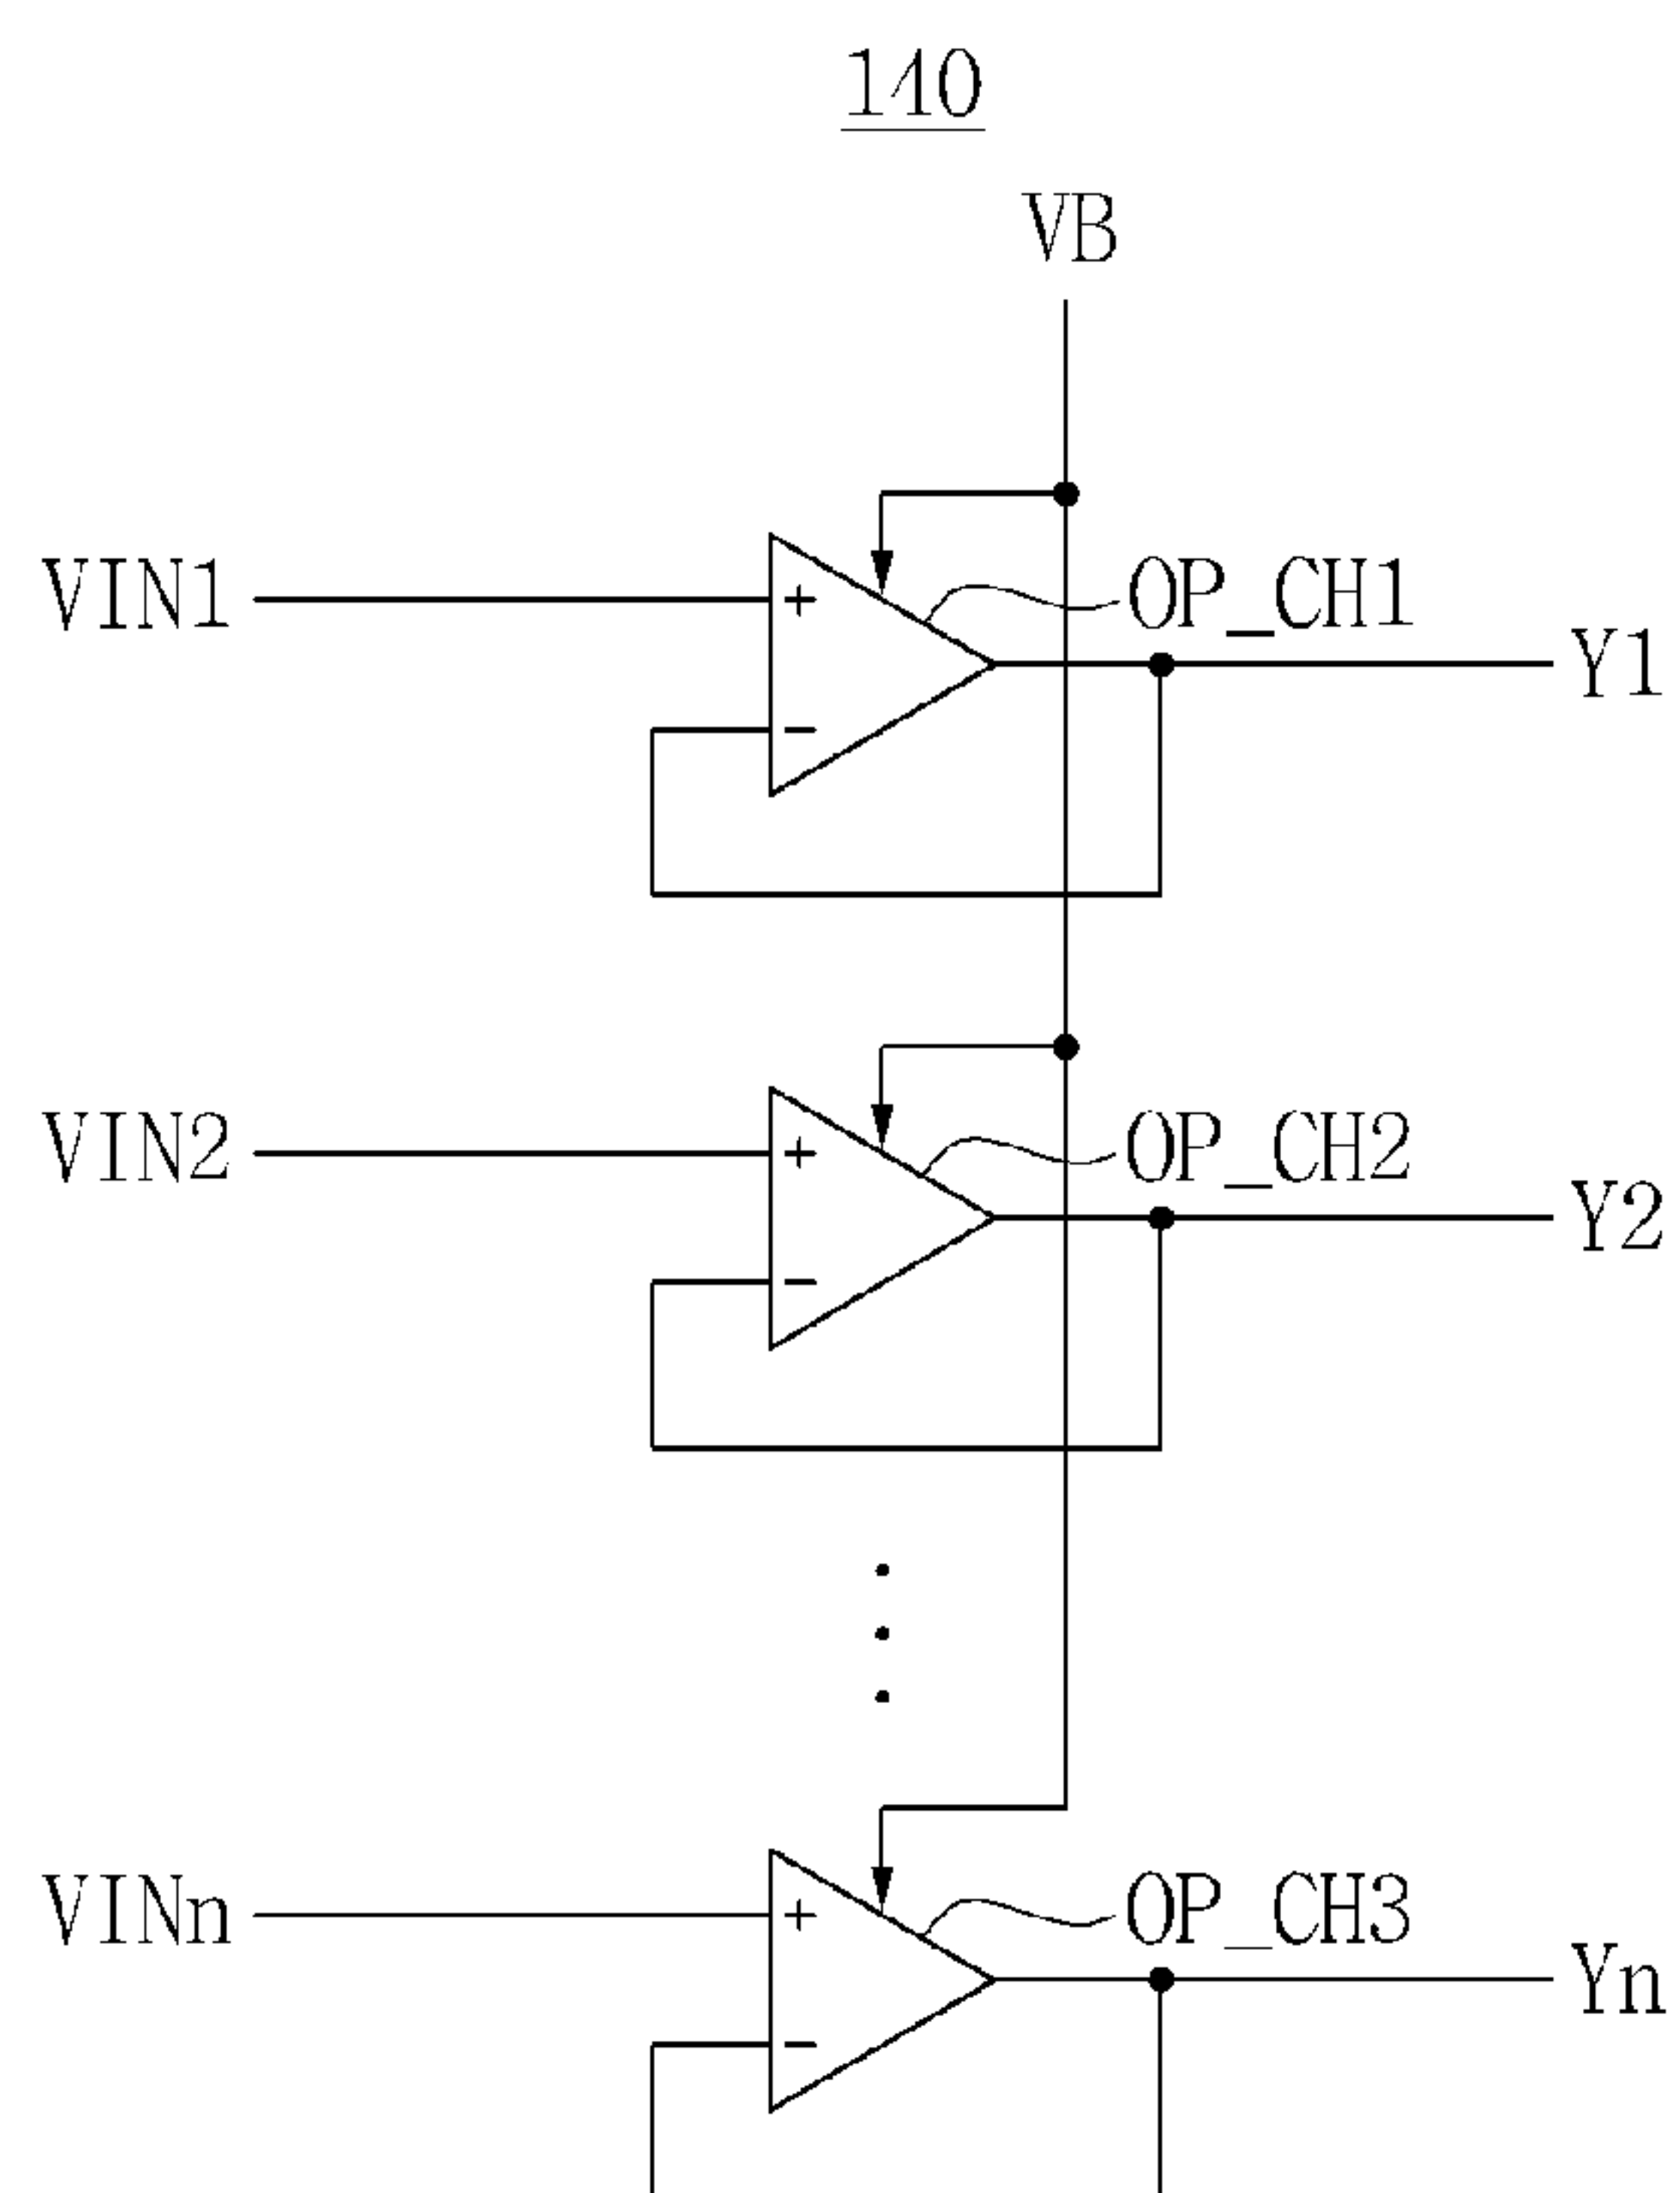 140
VB
VIN1
+
OP_CH1
Y1
−
VIN2
+
OP_CH2
Y2
−
VINn
+
OP_CH3
Yn
−